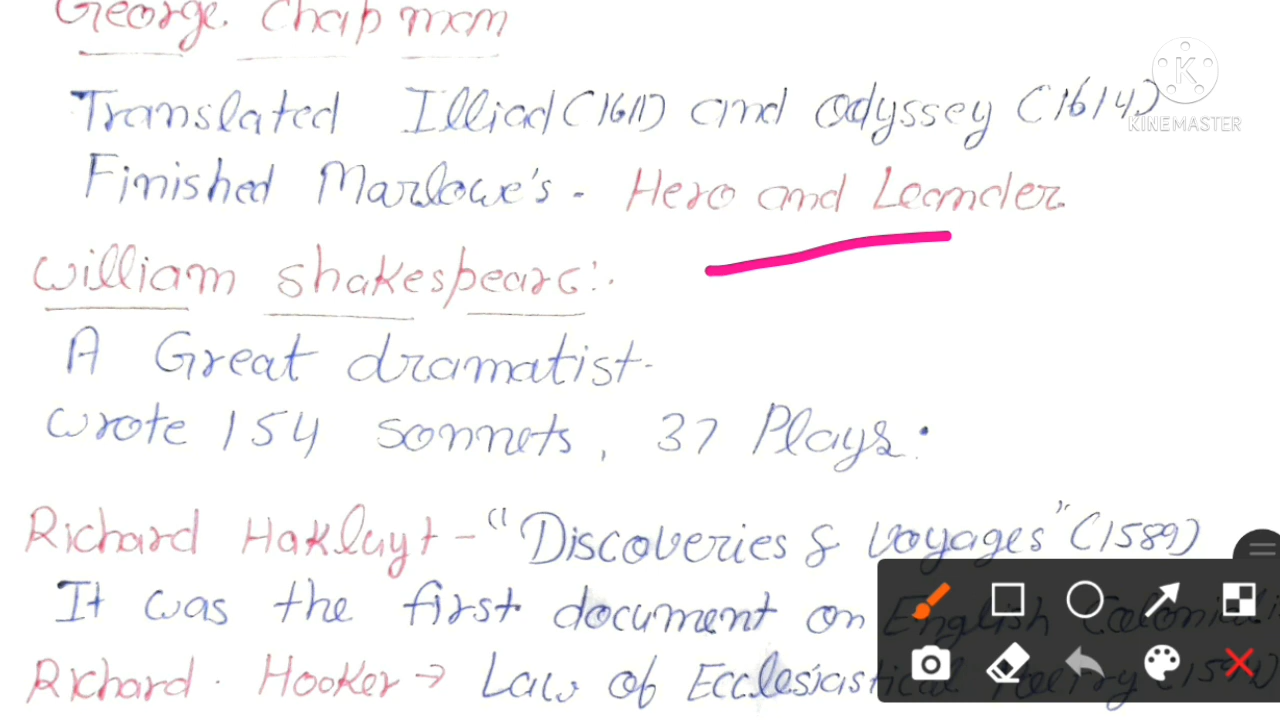 George. Chapman
Translated Illiad (1611) and Odyssey (1614)
KINEMASTER
Finished Marlowe's - Hero and Leander
William Shakespeare:-
A Great dramatist-
Wrote 154 Sonnets, 37 Plays:
Richard Hakluyt - "Discoveries & Voyages" (1589)
It was the first document on English
Richard. Hooker → Law of Ecclesiastical